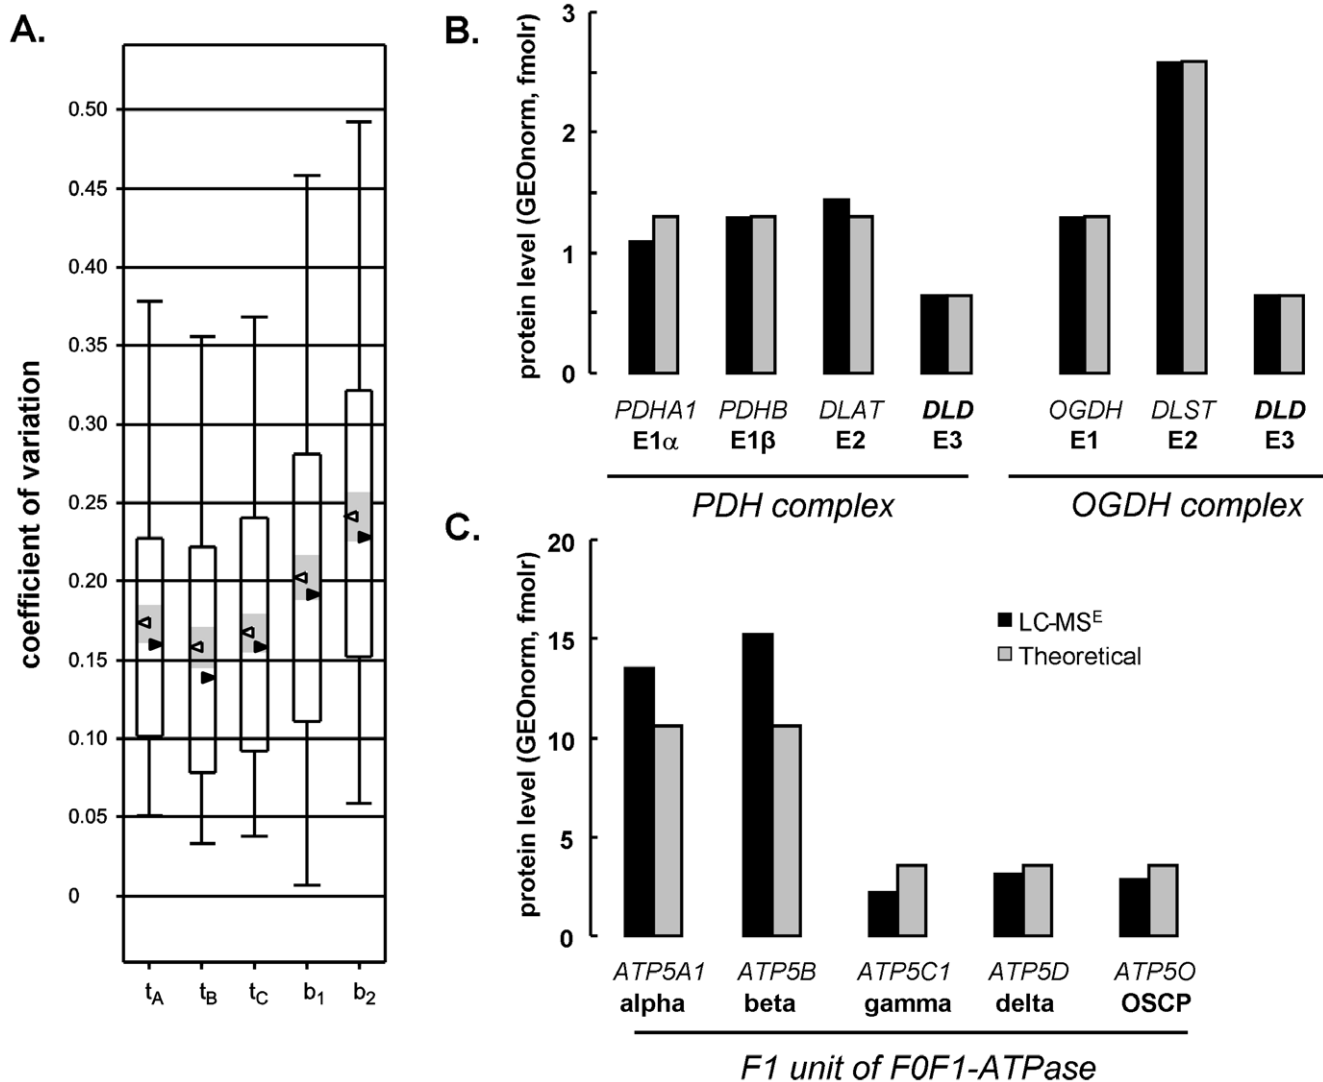 A.
coefficient of variation
0.50
0.45
0.40
0.35
0.30
0.25
0.20
0.15
0.10
0.05
0
tA tB tC b1 b2
B.
protein level (GEOnorm, fmolr)
3
2
1
0
PDHA1 PDHB DLAT DLD OGDH DLST DLD
E1α E1β E2 E3 E1 E2 E3
PDH complex OGDH complex
C.
protein level (GEOnorm, fmolr)
20
15
10
5
0
LC-MSE
Theoretical
ATP5A1 ATP5B ATP5C1 ATP5D ATP5O
alpha beta gamma delta OSCP
F1 unit of F0F1-ATPase